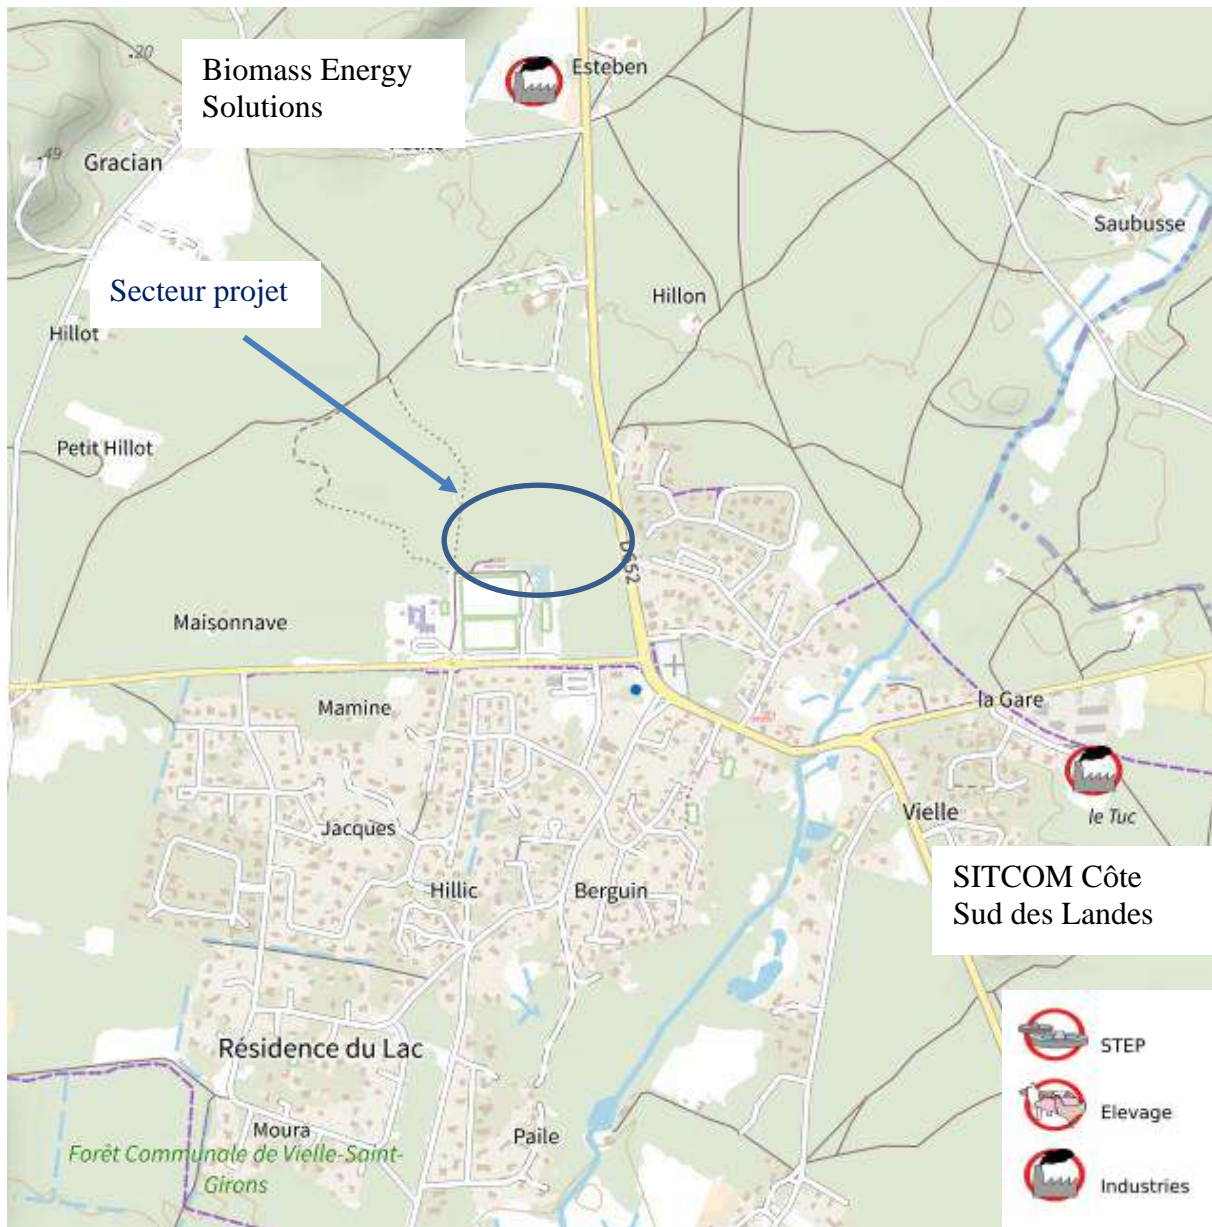 .20
Biomass Energy
Solutions
Esteben
.49
Gracian
Saubusse
Secteur projet
Hillon
Hillot
Petit Hillot
D652
Maisonnave
la Gare
Mamine
le Tuc
Vielle
Jacques
Hillic
Berguin
SITCOM Côte
Sud des Landes
Résidence du Lac
STEP
Elevage
Moura
Paile
Forêt Communale de Vielle-Saint-
Girons
Industries